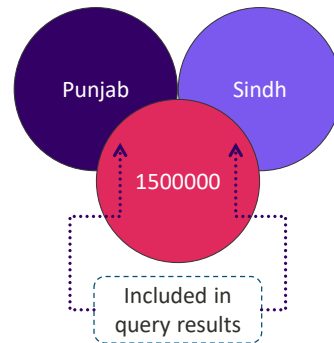 Punjab
Sindh
1500000
Included in
query results